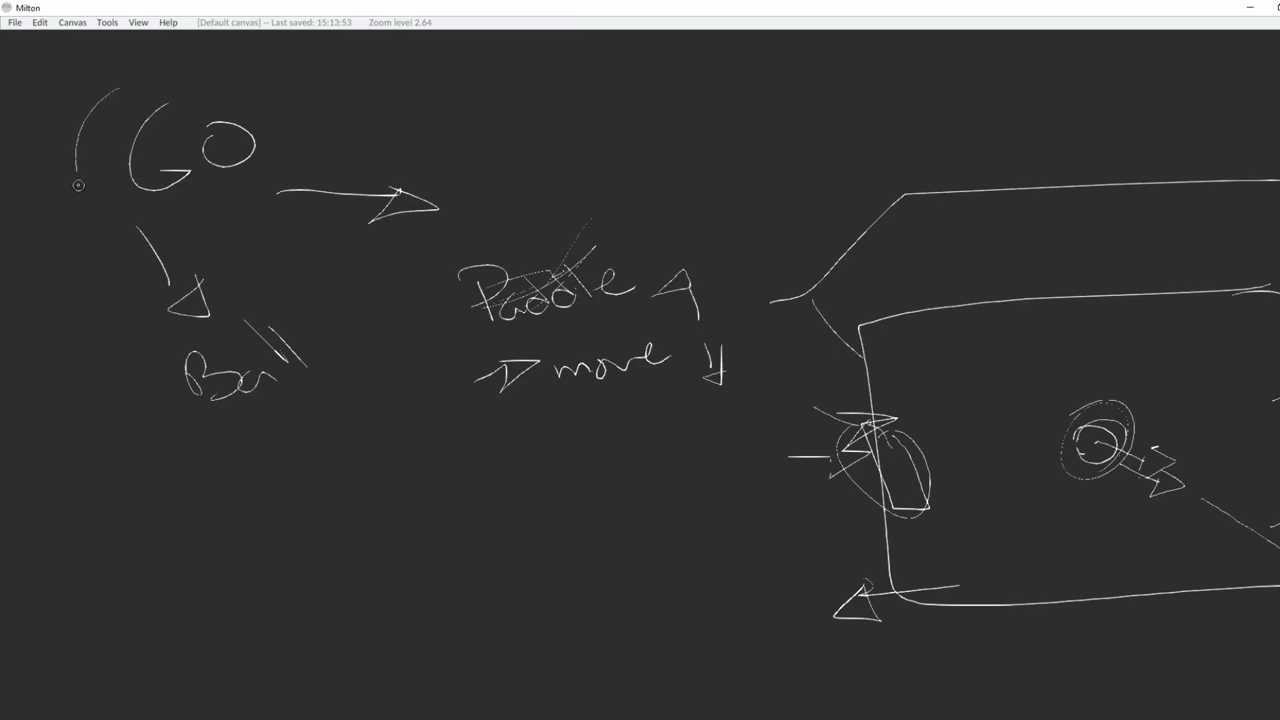 Milton
File Edit Canvas Tools View Help [Default canvas] -- Last saved: 15:13:53 Zoom level 2.64
GO
Paddle
move
Ball